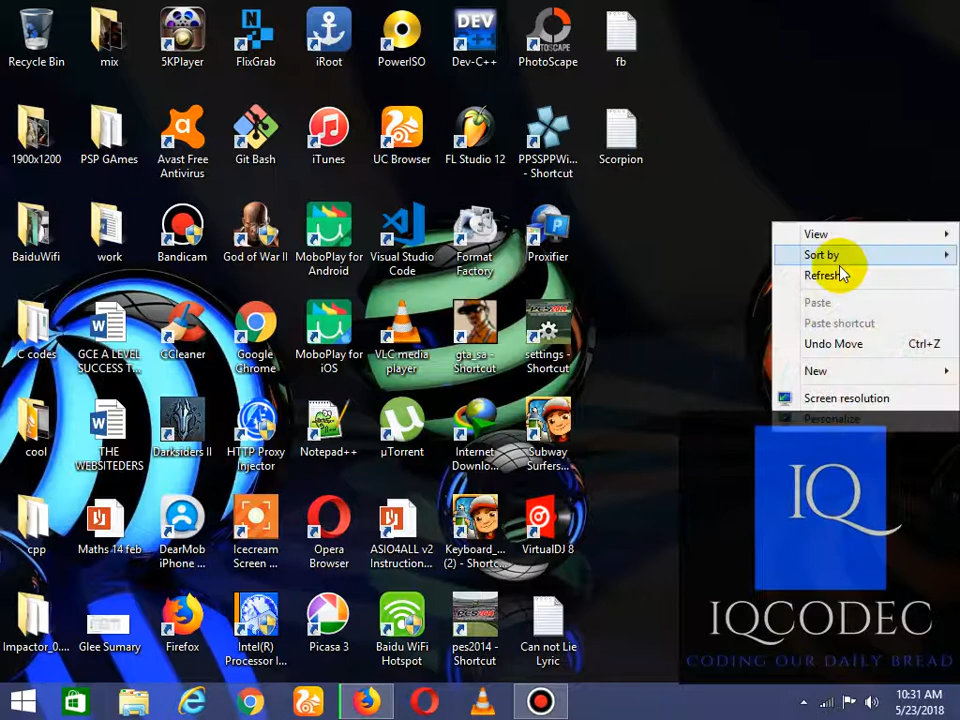 Recycle Bin
mix
5KPlayer
FlixGrab
iRoot
PowerISO
Dev-C++
PhotoScape
fb
1900x1200
PSP GAmes
Avast Free
Antivirus
Git Bash
iTunes
UC Browser
FL Studio 12
PPSSPPWi...
- Shortcut
Scorpion
BaiduWifi
work
Bandicam
God of War II
MoboPlay for
Android
Visual Studio
Code
Format
Factory
Proxifier
C codes
GCE A LEVEL
SUCCESS T...
CCleaner
Google
Chrome
MoboPlay for
iOS
VLC media
player
gta_sa -
Shortcut
settings -
Shortcut
cool
THE
WEBSITEDERS
Darksiders II
HTTP Proxy
Injector
Notepad++
µTorrent
Internet
Downlo...
Subway
Surfers...
cpp
Maths 14 feb
DearMob
iPhone ...
Icecream
Screen ...
Opera
Browser
ASIO4ALL v2
Instruction...
Keyboard_...
(2) - Shortc...
VirtualDJ 8
Impactor_0....
Glee Sumary
Firefox
Intel(R)
Processor I...
Picasa 3
Baidu WiFi
Hotspot
pes2014 -
Shortcut
Can not Lie
Lyric
View
Sort by
Refresh
Paste
Paste shortcut
Undo Move Ctrl+Z
New
Screen resolution
Personalize
IQ
IQCODEC
CODING OUR DAILY BREAD
10:31 AM
5/23/2018